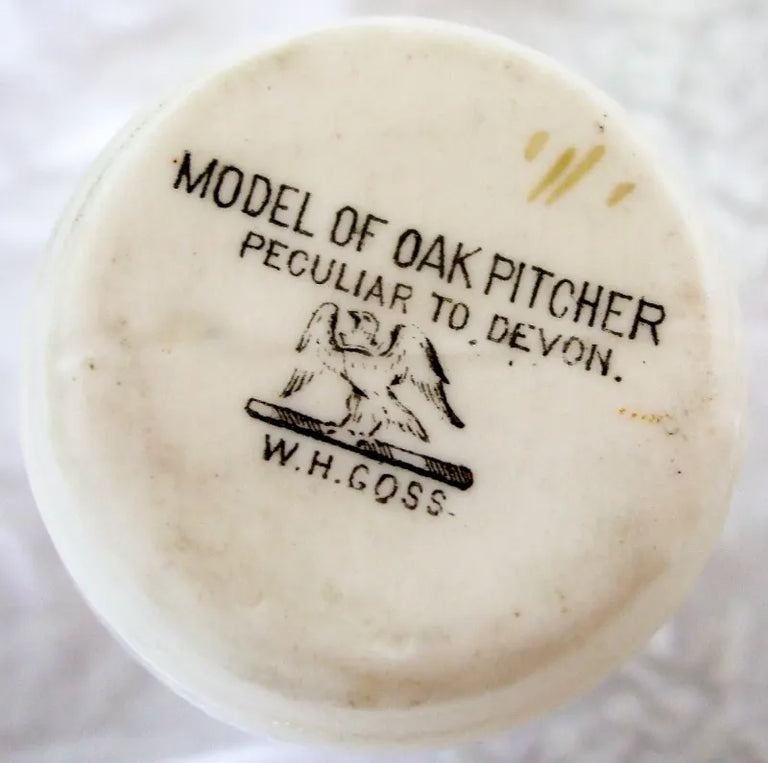 MODEL OF OAK PITCHER
PECULIAR TO DEVON.
W.H.GOSS.